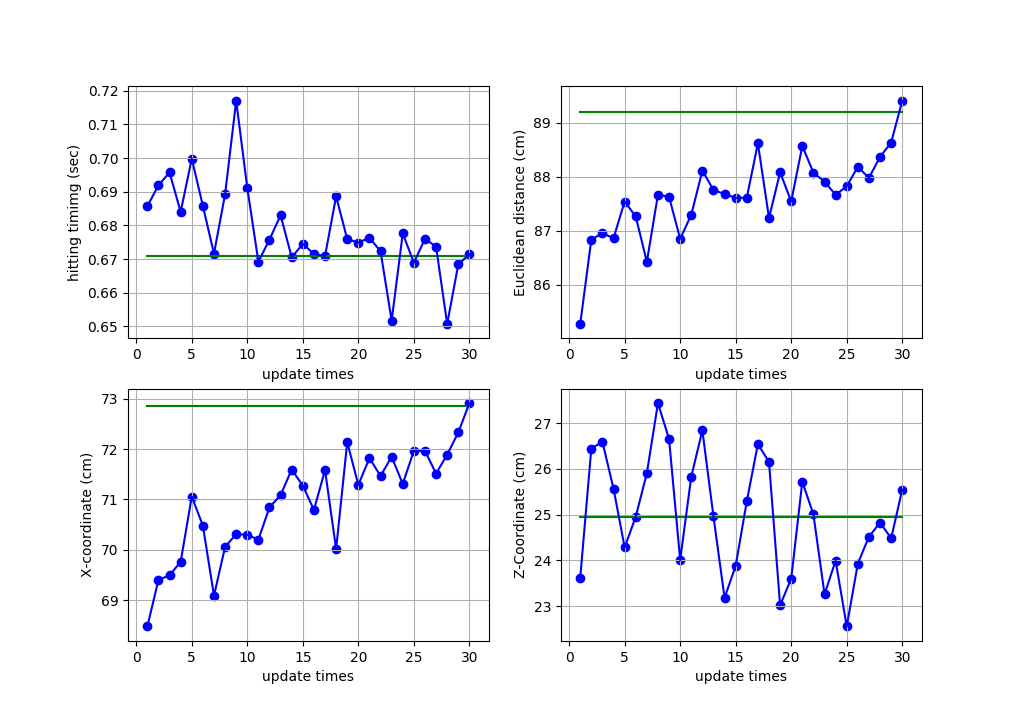 0.72
0.71
0.70
0.69
0.68
0.67
0.66
0.65
hitting timimg (sec)
0 5 10 15 20 25 30
update times
89
88
87
86
Euclidean distance (cm)
0 5 10 15 20 25 30
update times
73
72
71
70
69
X-coordinate (cm)
0 5 10 15 20 25 30
update times
27
26
25
24
23
Z-Coordinate (cm)
0 5 10 15 20 25 30
update times